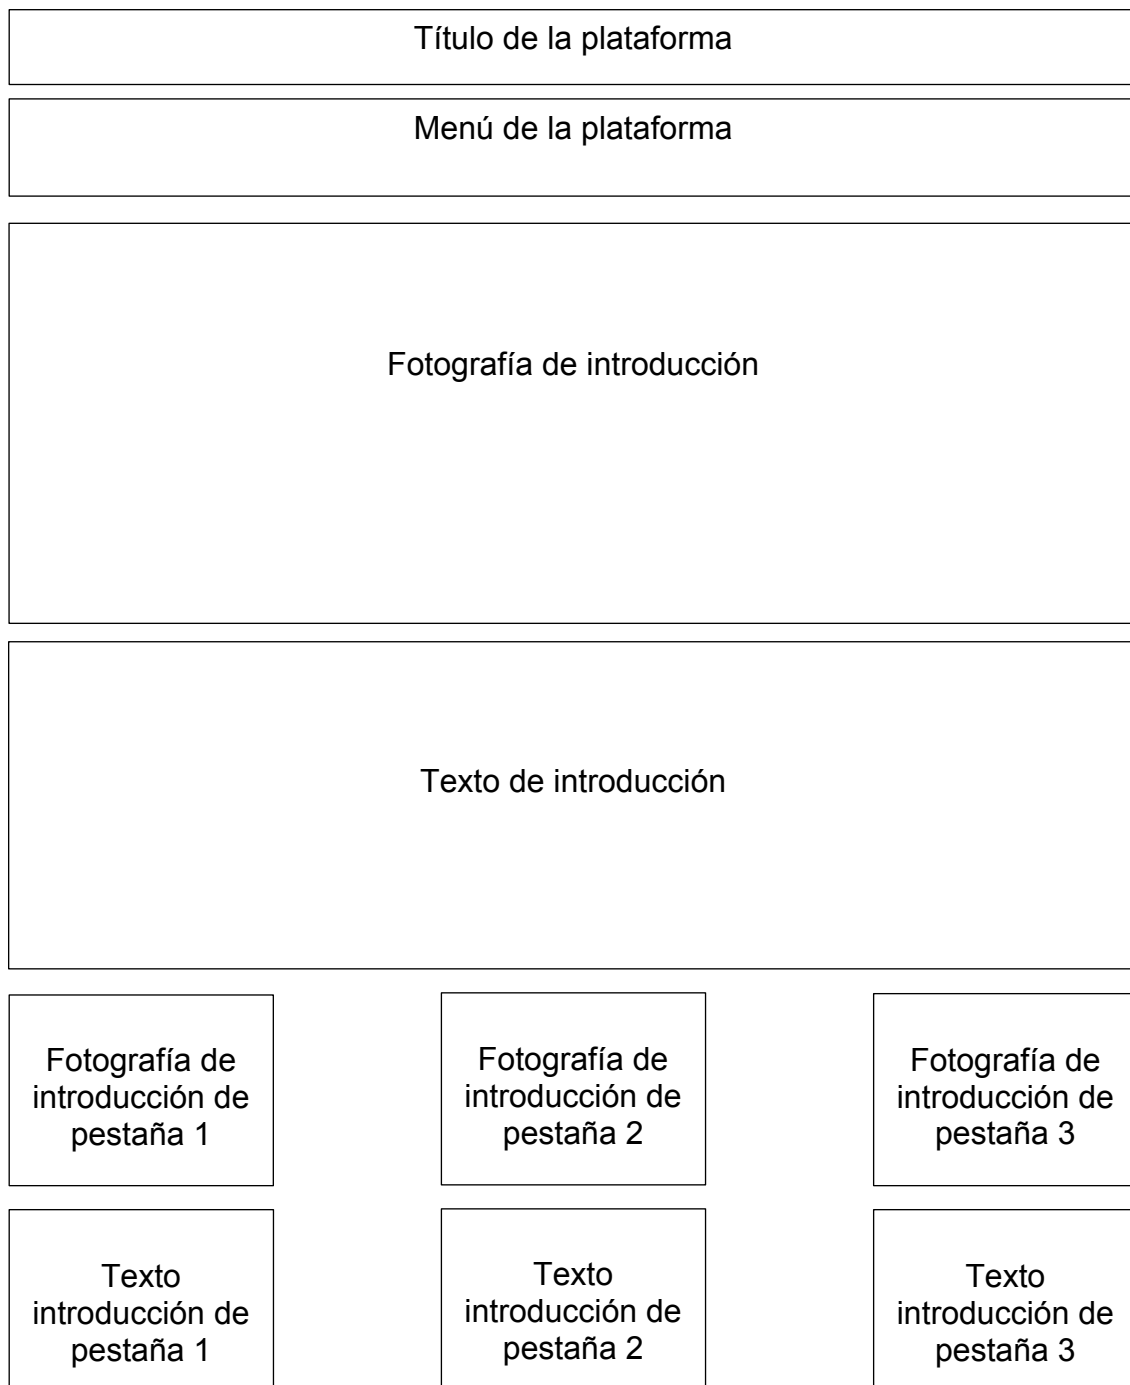 Título de la plataforma
Menú de la plataforma
Fotografía de introducción
Texto de introducción
Fotografía de
introducción de
pestaña 1
Fotografía de
introducción de
pestaña 2
Fotografía de
introducción de
pestaña 3
Texto
introducción de
pestaña 1
Texto
introducción de
pestaña 2
Texto
introducción de
pestaña 3